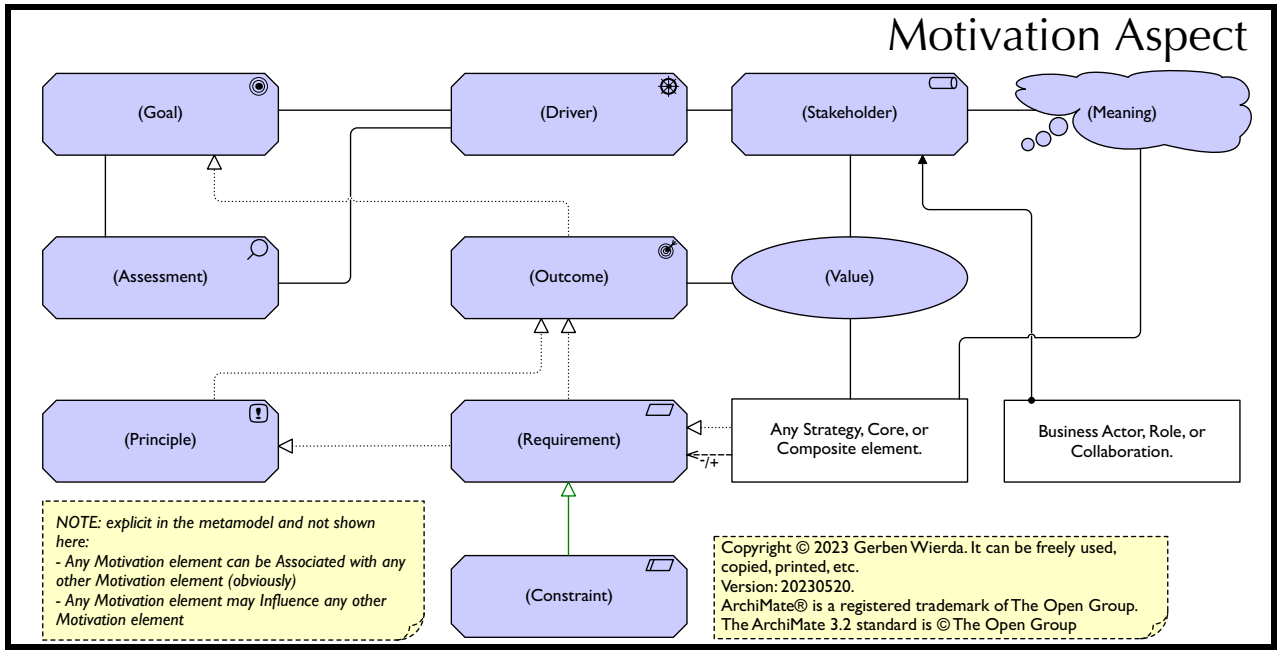 Motivation Aspect
(Goal)
(Driver)
(Stakeholder)
(Meaning)
(Assessment)
(Outcome)
(Value)
(Principle)
(Requirement)
-/+
Any Strategy, Core, or
Composite element.
Business Actor, Role, or
Collaboration.
NOTE: explicit in the metamodel and not shown
here:
- Any Motivation element can be Associated with any
other Motivation element (obviously)
- Any Motivation element may Influence any other
Motivation element
(Constraint)
Copyright © 2023 Gerben Wierda. It can be freely used,
copied, printed, etc.
Version: 20230520.
ArchiMate® is a registered trademark of The Open Group.
The ArchiMate 3.2 standard is © The Open Group